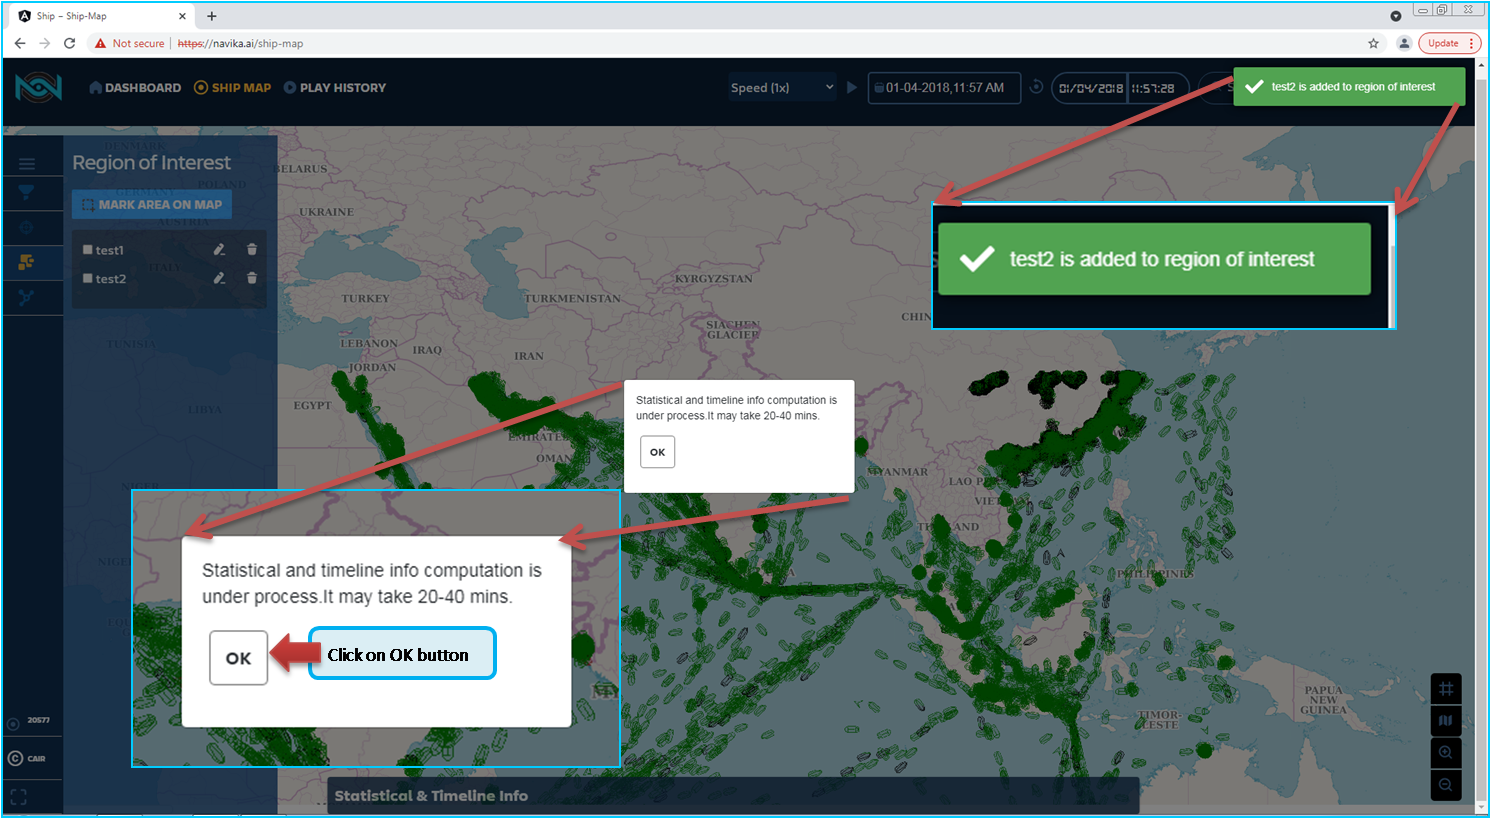 Ship – Ship-Map
Not secure
https://navika.ai/ship-map
Update
DASHBOARD
SHIP MAP
PLAY HISTORY
Speed (1x)
01-04-2018,11:57 AM
01/04/2018
11:57:28
test2 is added to region of interest
Region of Interest
MARK AREA ON MAP
test1
test2
DENMARK
BELARUS
POLAND
GERMANY
UKRAINE
AUSTRIA
ITALY
KYRGYZSTAN
TURKEY
TURKMENISTAN
SIACHEN
GLACIER
CHIN
TUNISIA
LEBANON
IRAQ
IRAN
JORDAN
LIBYA
EGYPT
EMIRATES
OMAN
test2 is added to region of interest
Statistical and timeline info computation is
under process.It may take 20-40 mins.
OK
MYANMAR
LAO P
VIET
NIGER
Statistical and timeline info computation is
under process.It may take 20-40 mins.
OK
Click on OK button
PHILIPPINES
PAPUA
NEW
GUINEA
TIMOR-
LESTE
20577
CAIR
Statistical & Timeline Info